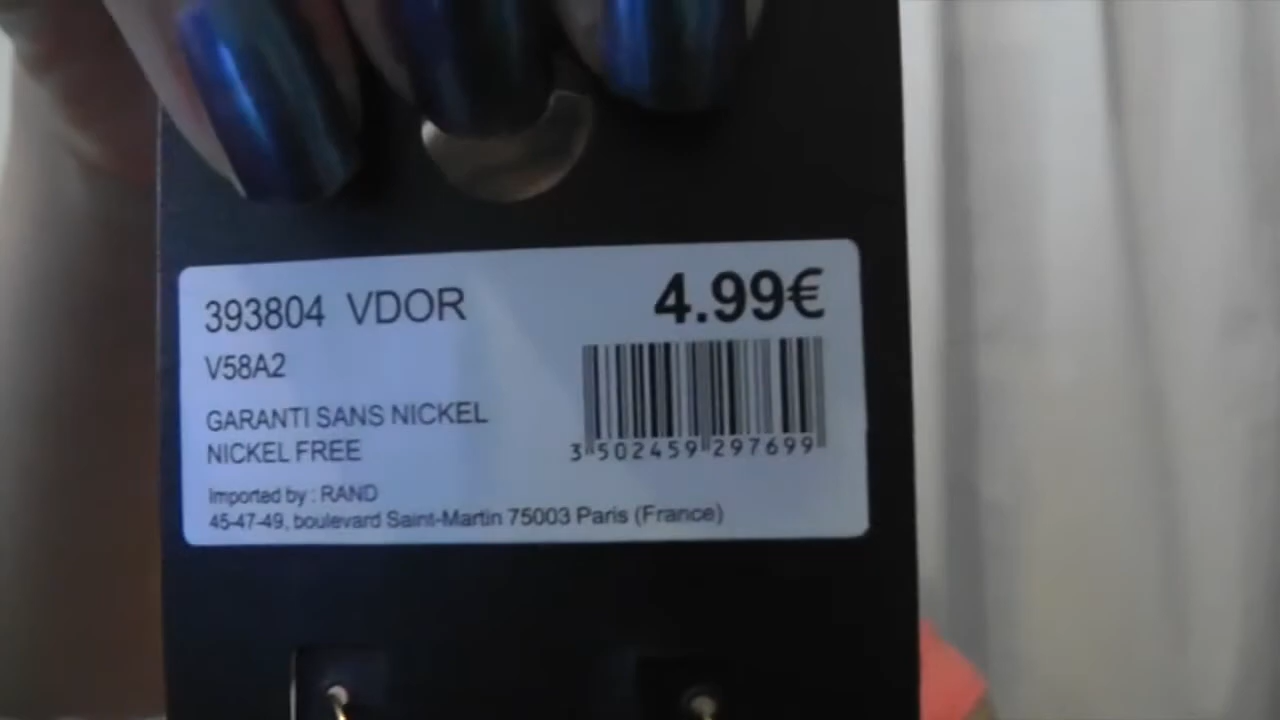 393804 VDOR
4.99€
V58A2
GARANTI SANS NICKEL
NICKEL FREE
3 502459 297699
Imported by : RAND
45-47-49, boulevard Saint-Martin 75003 Paris (France)